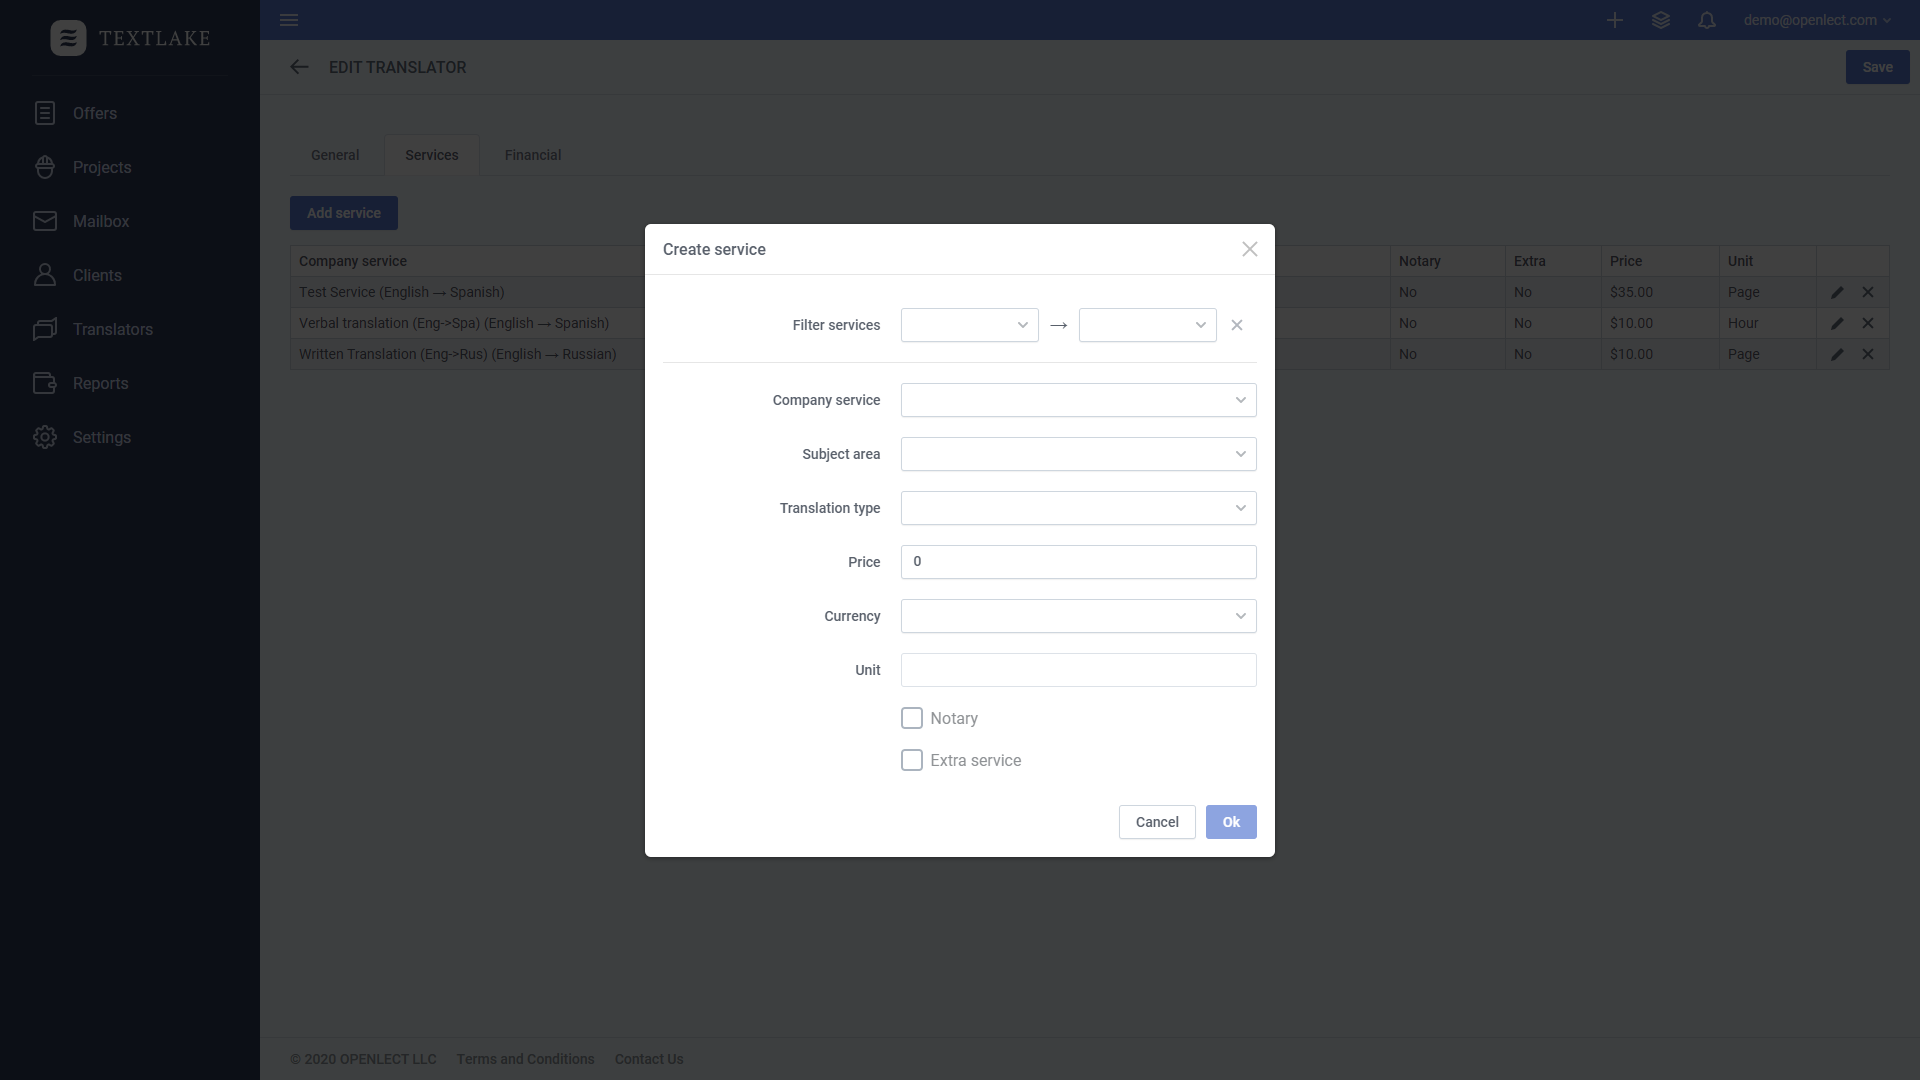 TEXTLAKE
Offers
Projects
Mailbox
Clients
Translators
Reports
Settings
demo@openlect.com
EDIT TRANSLATOR
Save
General
Services
Financial
Add service
Company service
Notary
Extra
Price
Unit
Test Service (English → Spanish)
No
No
$35.00
Page
Verbal translation (Eng->Spa) (English → Spanish)
No
No
$10.00
Hour
Written Translation (Eng->Rus) (English → Russian)
No
No
$10.00
Page
Create service
Filter services
→
Company service
Subject area
Translation type
Price
0
Currency
Unit
Notary
Extra service
Cancel
Ok
© 2020 OPENLECT LLC
Terms and Conditions
Contact Us